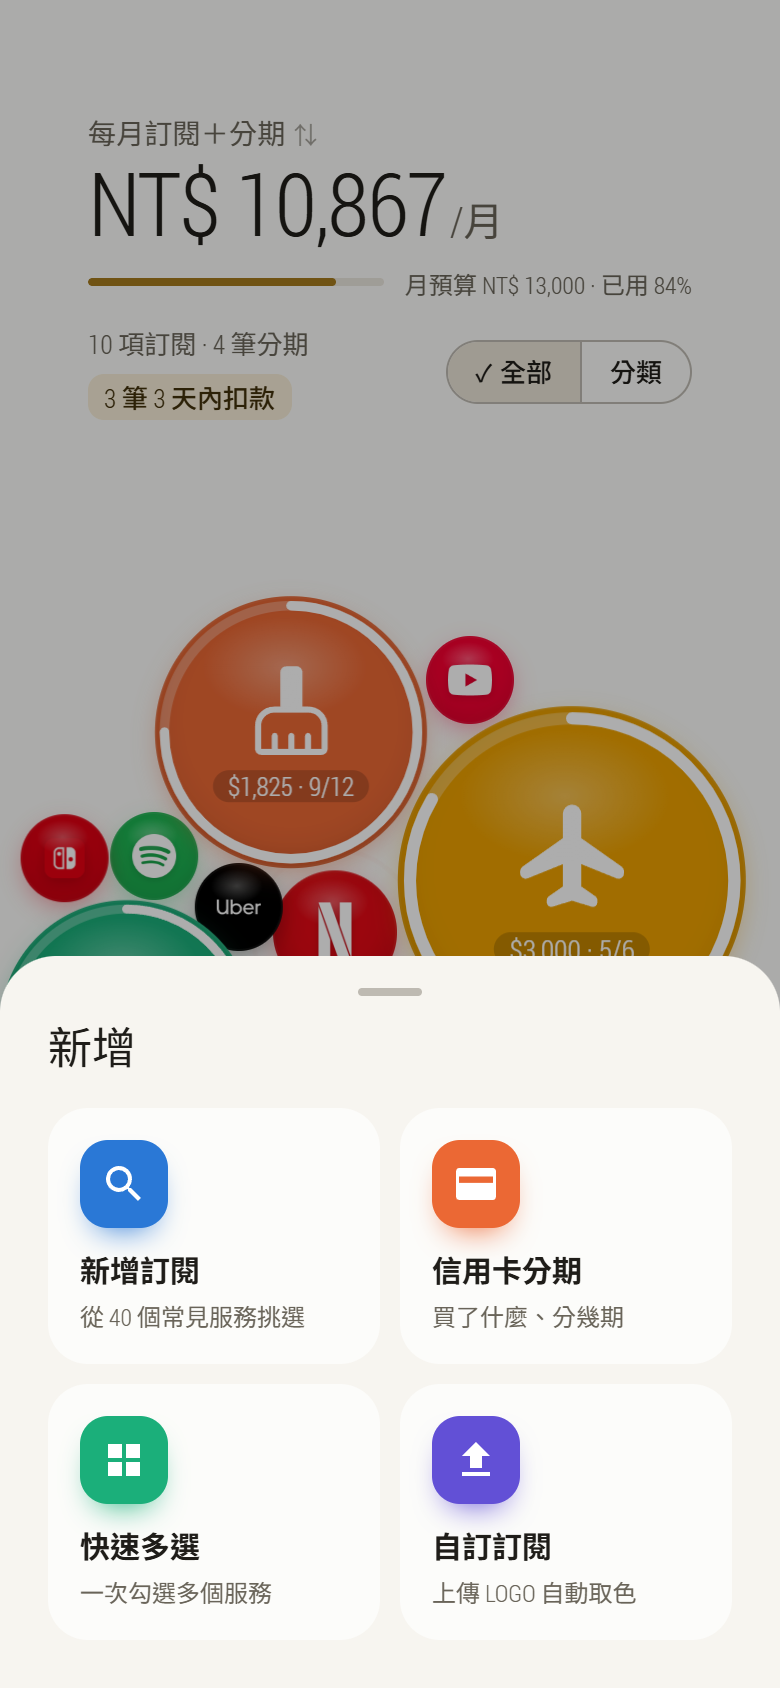 每月訂閱＋分期 ⇅
NT$ 10,867/月
月預算 NT$ 13,000 · 已用 84%
10 項訂閱 · 4 筆分期
3 筆 3 天內扣款
✓ 全部
分類
$1,825 · 9/12
Uber
N
$3,000 · 5/6
新增
新增訂閱
從 40 個常見服務挑選
信用卡分期
買了什麼、分幾期
快速多選
一次勾選多個服務
自訂訂閱
上傳 LOGO 自動取色